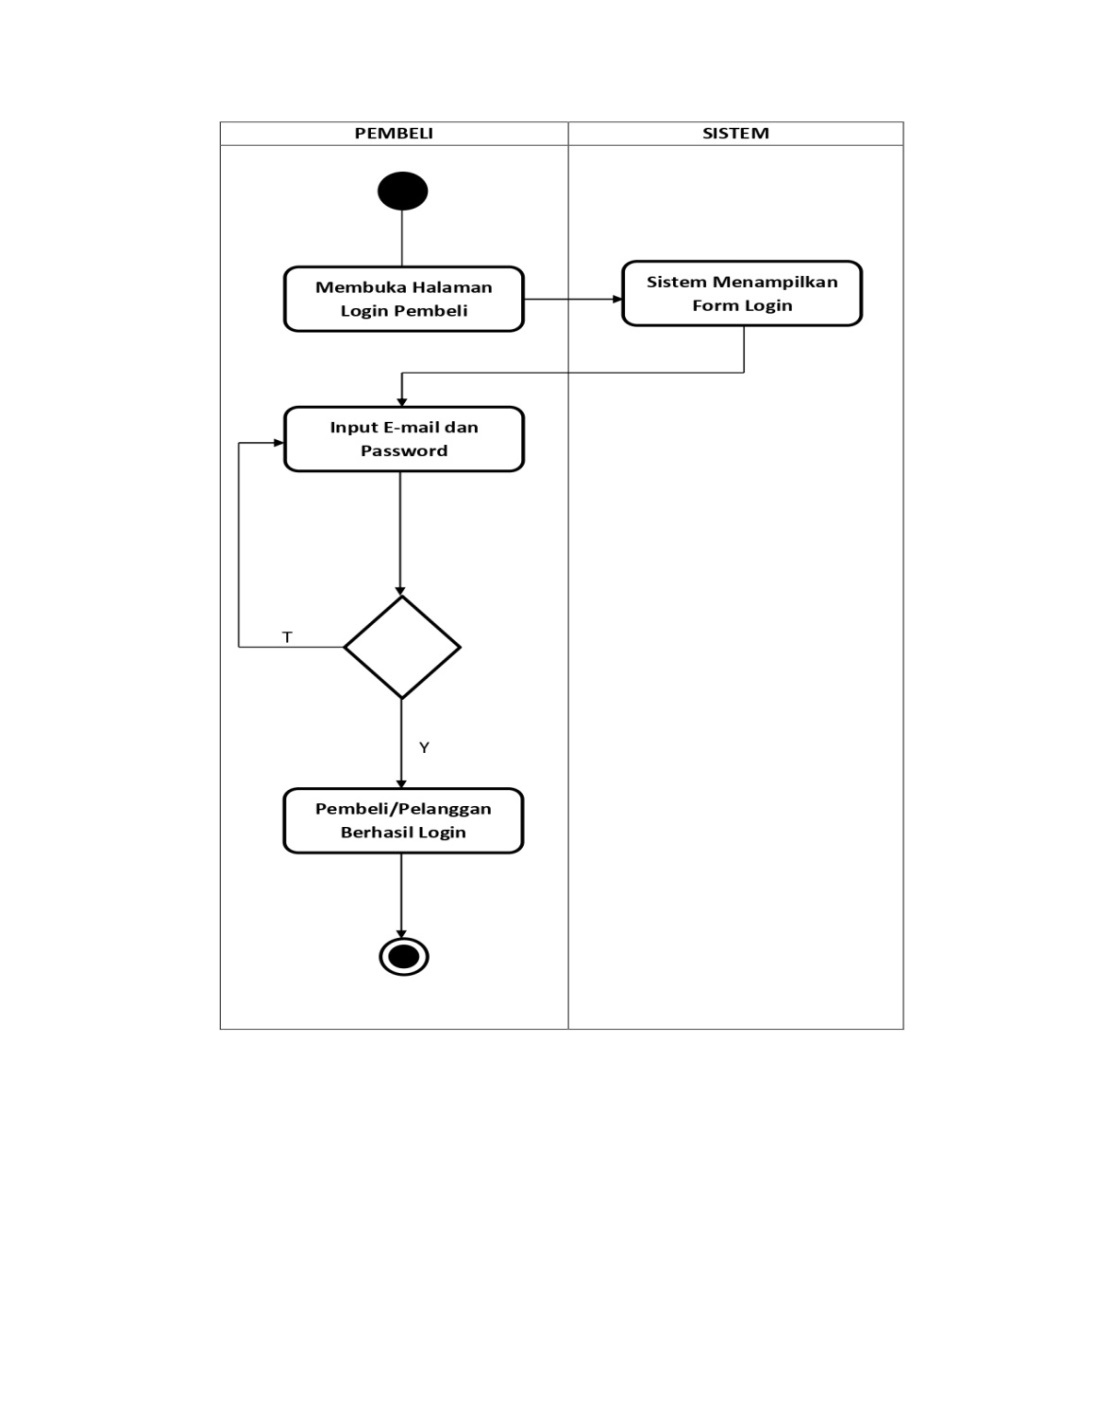 PEMBELI
SISTEM
Membuka Halaman
Login Pembeli
Sistem Menampilkan
Form Login
Input E-mail dan
Password
T
Y
Pembeli/Pelanggan
Berhasil Login